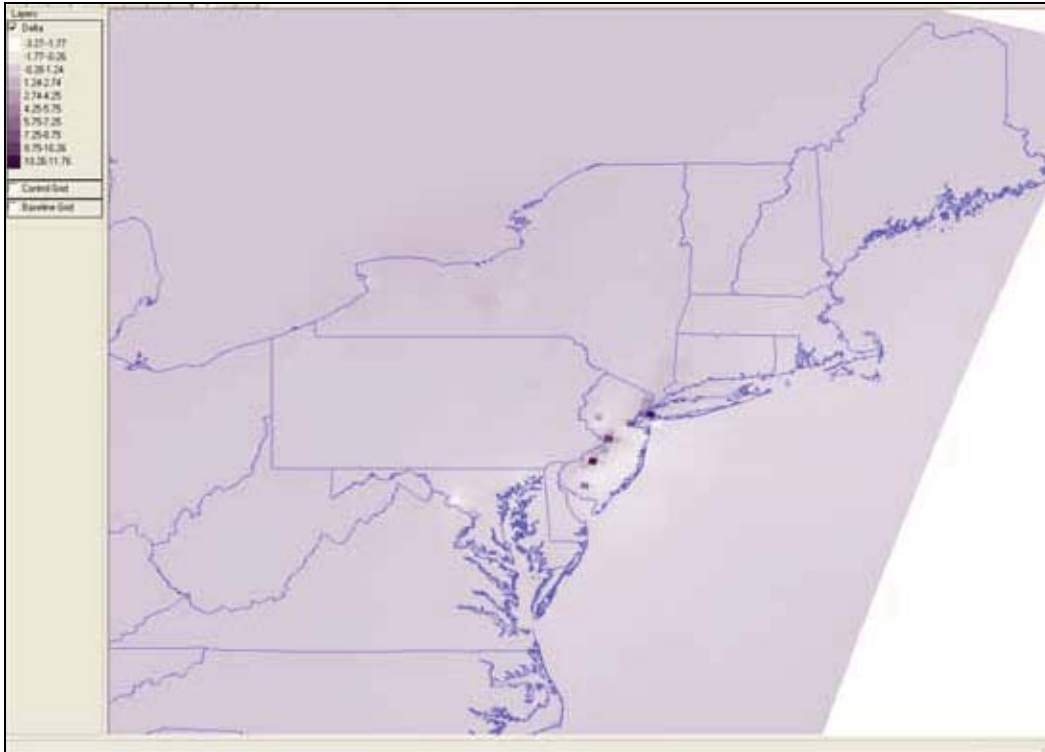 Layers
Delta
-3.27--1.77
-1.77-0.26
-0.26-1.24
1.24-2.74
2.74-4.25
4.25-5.75
5.75-7.25
7.25-8.75
8.75-10.26
10.26-11.76
Control Grid
Baseline Grid